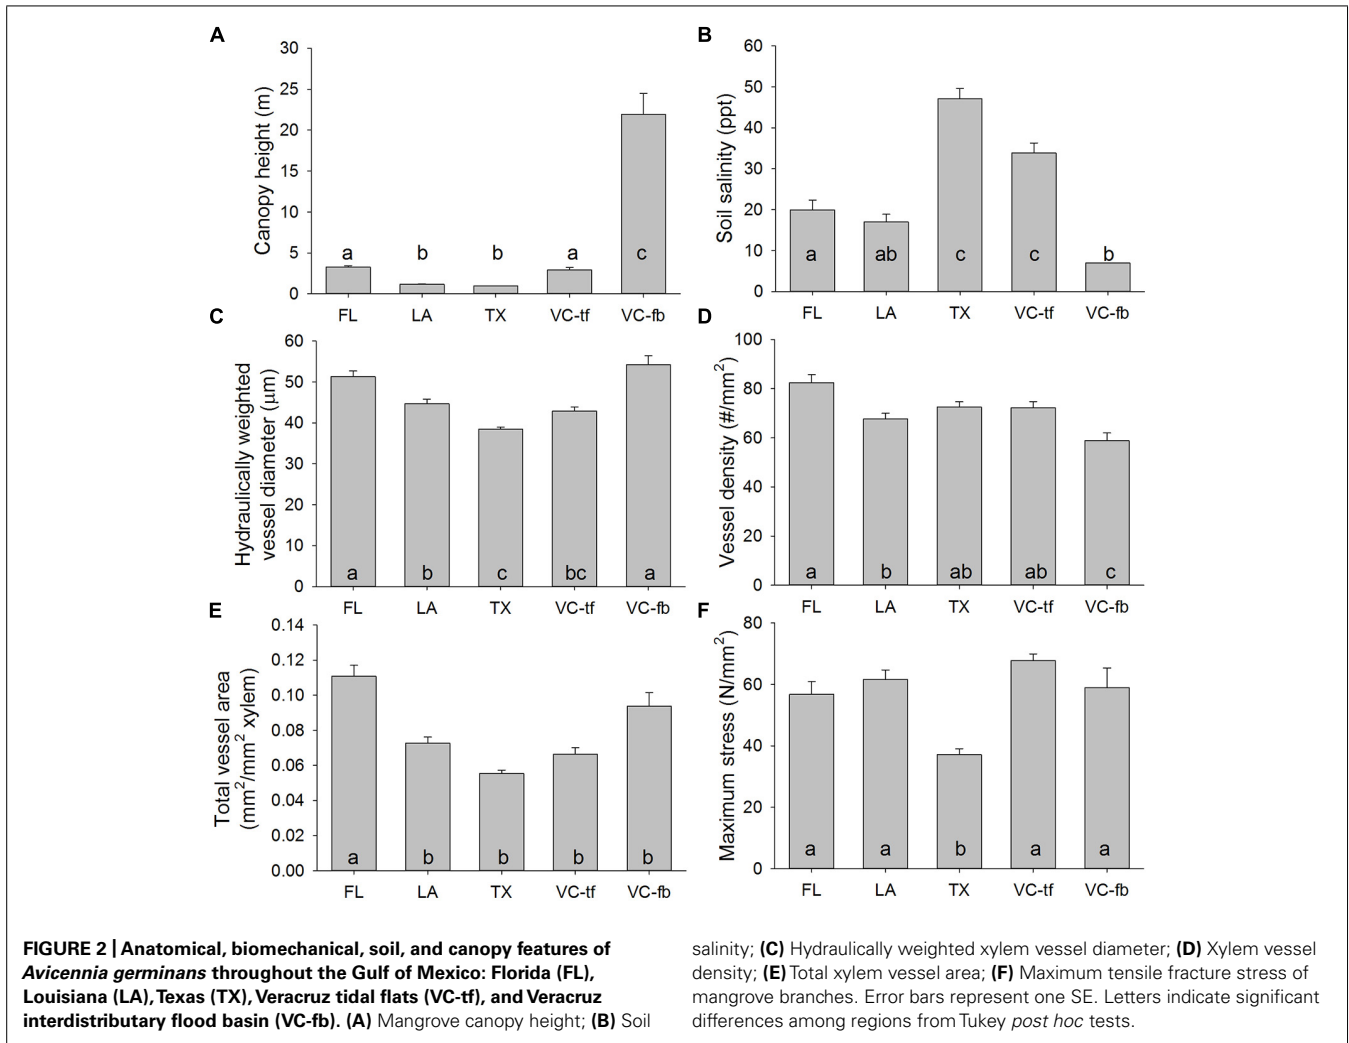 A
30
25
20
15
10
5
0
Canopy height (m)
a b b a c
FL LA TX VC-tf VC-fb
B
60
50
40
30
20
10
0
Soil salinity (ppt)
a ab c c b
FL LA TX VC-tf VC-fb
C
60
50
40
30
20
10
0
Hydraulically weighted
vessel diameter (μm)
a b c bc a
FL LA TX VC-tf VC-fb
D
100
80
60
40
20
0
Vessel density (#/mm²)
a b ab ab c
FL LA TX VC-tf VC-fb
E
0.14
0.12
0.10
0.08
0.06
0.04
0.02
0.00
Total vessel area
(mm²/mm² xylem)
a b b b b
FL LA TX VC-tf VC-fb
F
80
60
40
20
0
Maximum stress (N/mm²)
a a b a a
FL LA TX VC-tf VC-fb
FIGURE 2 | Anatomical, biomechanical, soil, and canopy features of
Avicennia germinans throughout the Gulf of Mexico: Florida (FL),
Louisiana (LA), Texas (TX), Veracruz tidal flats (VC-tf), and Veracruz
interdistributary flood basin (VC-fb). (A) Mangrove canopy height; (B) Soil
salinity; (C) Hydraulically weighted xylem vessel diameter; (D) Xylem vessel
density; (E) Total xylem vessel area; (F) Maximum tensile fracture stress of
mangrove branches. Error bars represent one SE. Letters indicate significant
differences among regions from Tukey post hoc tests.